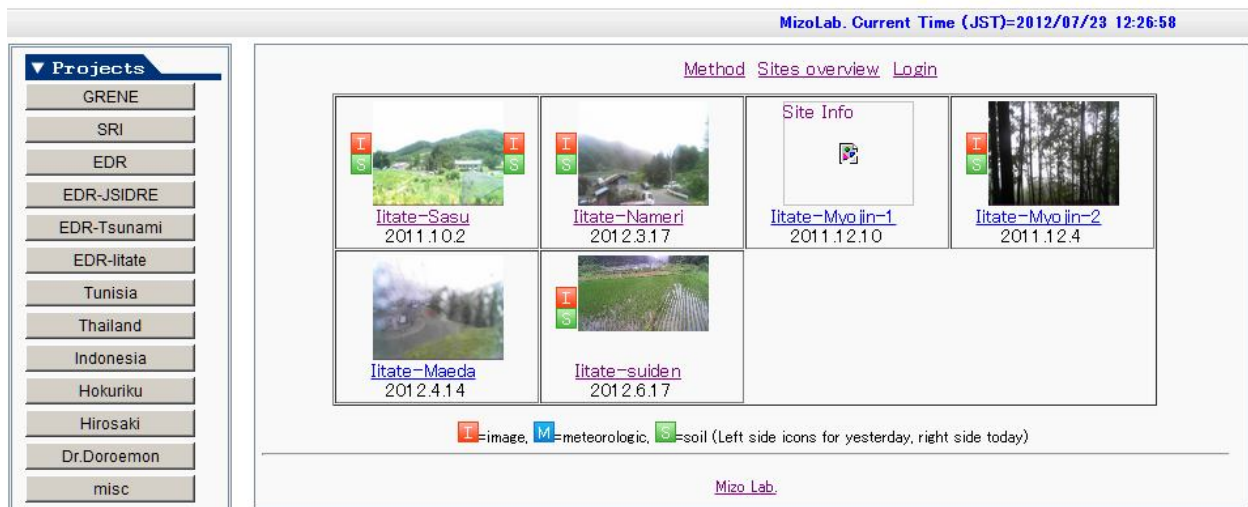 MizoLab. Current Time (JST)=2012/07/23 12:26:58
▼ Projects
GRENE
SRI
EDR
EDR-JSIDRE
EDR-Tsunami
EDR-Iitate
Tunisia
Thailand
Indonesia
Hokuriku
Hirosaki
Dr.Doroemon
misc
Method Sites overview Login
I I
S S
Iitate-Sasu
2011.10.2
I
S
Iitate-Nameri
2012.3.17
Site Info
Iitate-Myojin-1
2011.12.10
I
S
Iitate-Myojin-2
2011.12.4
Iitate-Maeda
2012.4.14
I
S
Iitate-suiden
2012.6.17
I=image, M=meteorologic, S=soil (Left side icons for yesterday, right side today)
Mizo Lab.